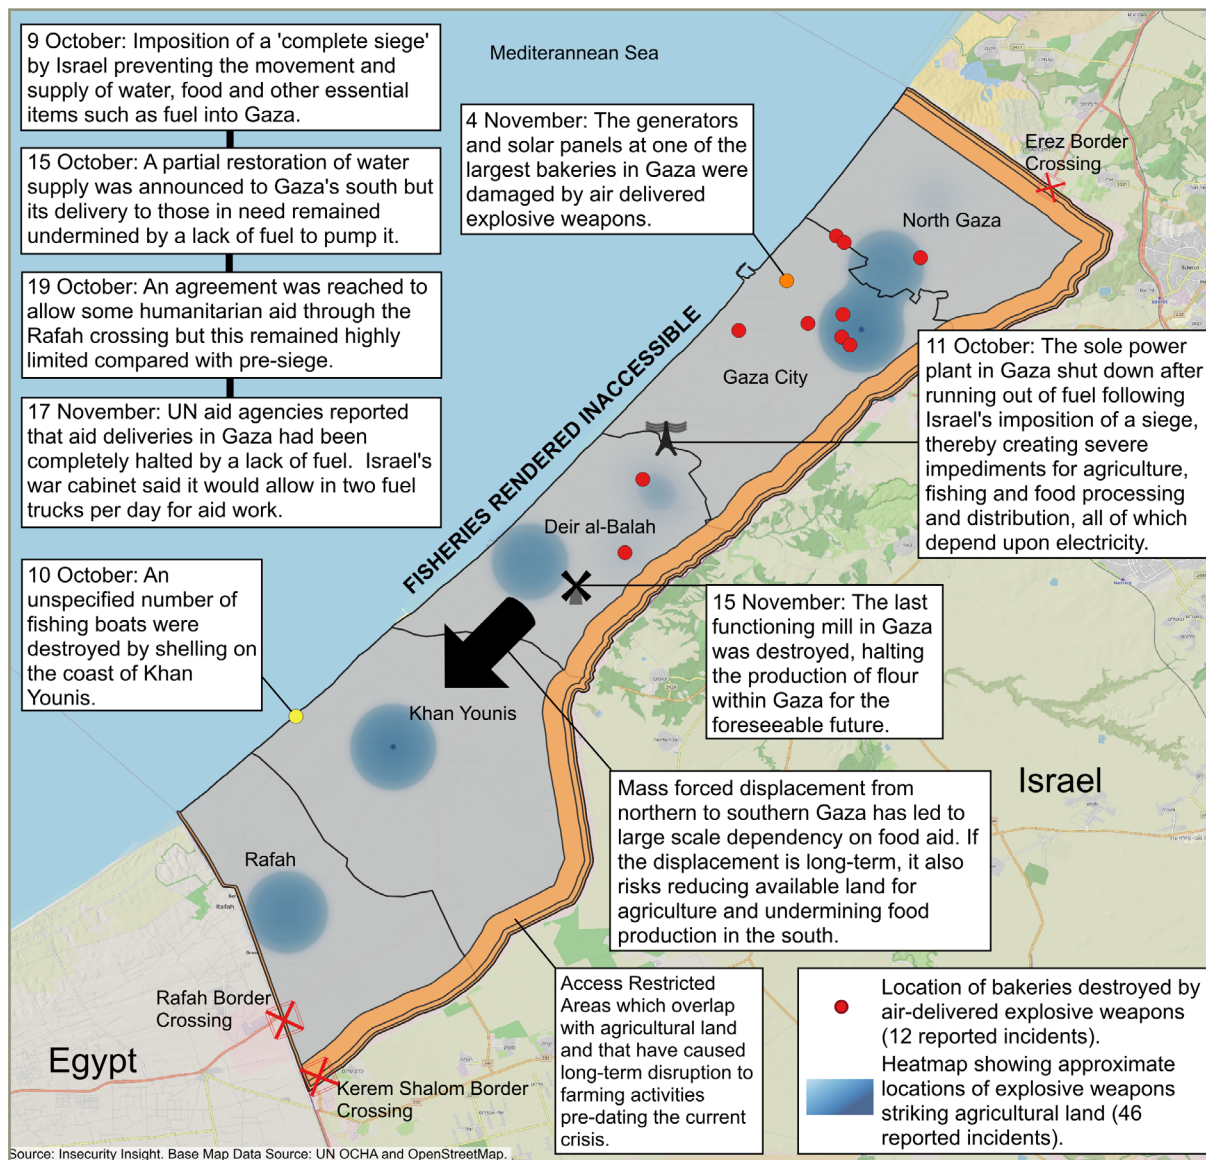 9 October: Imposition of a 'complete siege'
by Israel preventing the movement and
supply of water, food and other essential
items such as fuel into Gaza.
15 October: A partial restoration of water
supply was announced to Gaza's south but
its delivery to those in need remained
undermined by a lack of fuel to pump it.
19 October: An agreement was reached to
allow some humanitarian aid through the
Rafah crossing but this remained highly
limited compared with pre-siege.
17 November: UN aid agencies reported
that aid deliveries in Gaza had been
completely halted by a lack of fuel. Israel's
war cabinet said it would allow in two fuel
trucks per day for aid work.
10 October: An
unspecified number of
fishing boats were
destroyed by shelling on
the coast of Khan
Younis.
Mediterannean Sea
4 November: The generators
and solar panels at one of the
largest bakeries in Gaza were
damaged by air delivered
explosive weapons.
Erez Border
Crossing
North Gaza
FISHERIES RENDERED INACCESSIBLE
Gaza City
11 October: The sole power
plant in Gaza shut down after
running out of fuel following
Israel's imposition of a siege,
thereby creating severe
impediments for agriculture,
fishing and food processing
and distribution, all of which
depend upon electricity.
Deir al-Balah
15 November: The last
functioning mill in Gaza
was destroyed, halting
the production of flour
within Gaza for the
foreseeable future.
Khan Younis
Israel
Mass forced displacement from
northern to southern Gaza has led to
large scale dependency on food aid. If
the displacement is long-term, it also
risks reducing available land for
agriculture and undermining food
production in the south.
Rafah
Rafah
Rafah Border
Crossing
Egypt
Kerem Shalom Border
Crossing
Access Restricted
Areas which overlap
with agricultural land
and that have caused
long-term disruption to
farming activities
pre-dating the current
crisis.
Location of bakeries destroyed by
air-delivered explosive weapons
(12 reported incidents).
Heatmap showing approximate
locations of explosive weapons
striking agricultural land (46
reported incidents).
Source: Insecurity Insight. Base Map Data Source: UN OCHA and OpenStreetMap.